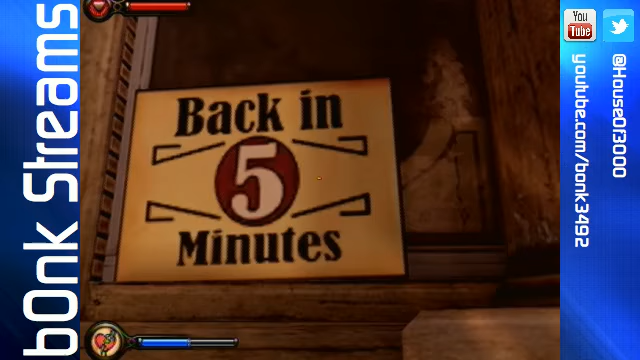 b0nk Streams
Back in
5
Minutes
You
Tube
@HouseOf3000
youtube.com/bonk3492